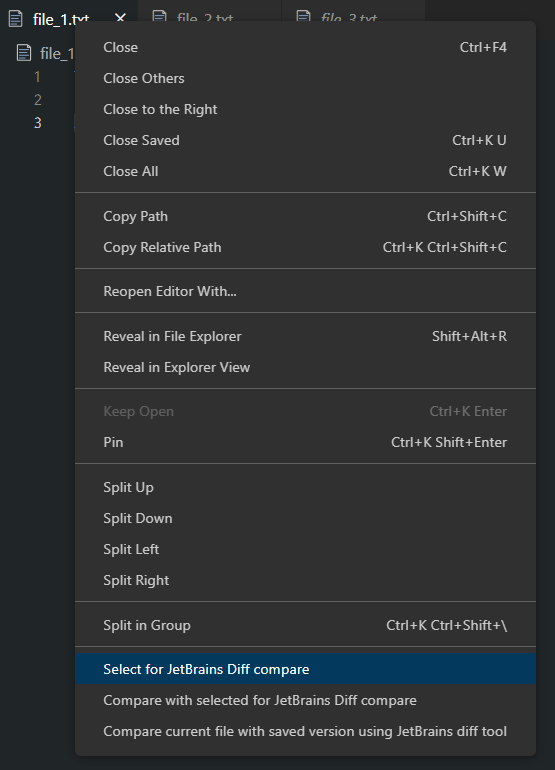 file_1.txt file_2.txt file_3.txt
file_1
1
2
3
Close Ctrl+F4
Close Others
Close to the Right
Close Saved Ctrl+K U
Close All Ctrl+K W
Copy Path Ctrl+Shift+C
Copy Relative Path Ctrl+K Ctrl+Shift+C
Reopen Editor With...
Reveal in File Explorer Shift+Alt+R
Reveal in Explorer View
Keep Open Ctrl+K Enter
Pin Ctrl+K Shift+Enter
Split Up
Split Down
Split Left
Split Right
Split in Group Ctrl+K Ctrl+Shift+\
Select for JetBrains Diff compare
Compare with selected for JetBrains Diff compare
Compare current file with saved version using JetBrains diff tool